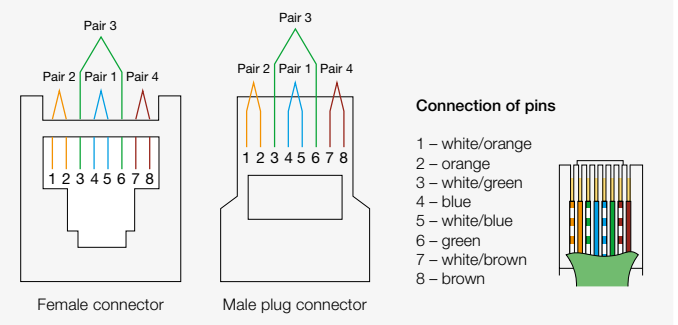 Pair 3
Pair 2 Pair 1 Pair 4
1 2 3 4 5 6 7 8
Female connector
Pair 3
Pair 2 Pair 1 Pair 4
1 2 3 4 5 6 7 8
Male plug connector
Connection of pins
1 – white/orange
2 – orange
3 – white/green
4 – blue
5 – white/blue
6 – green
7 – white/brown
8 – brown